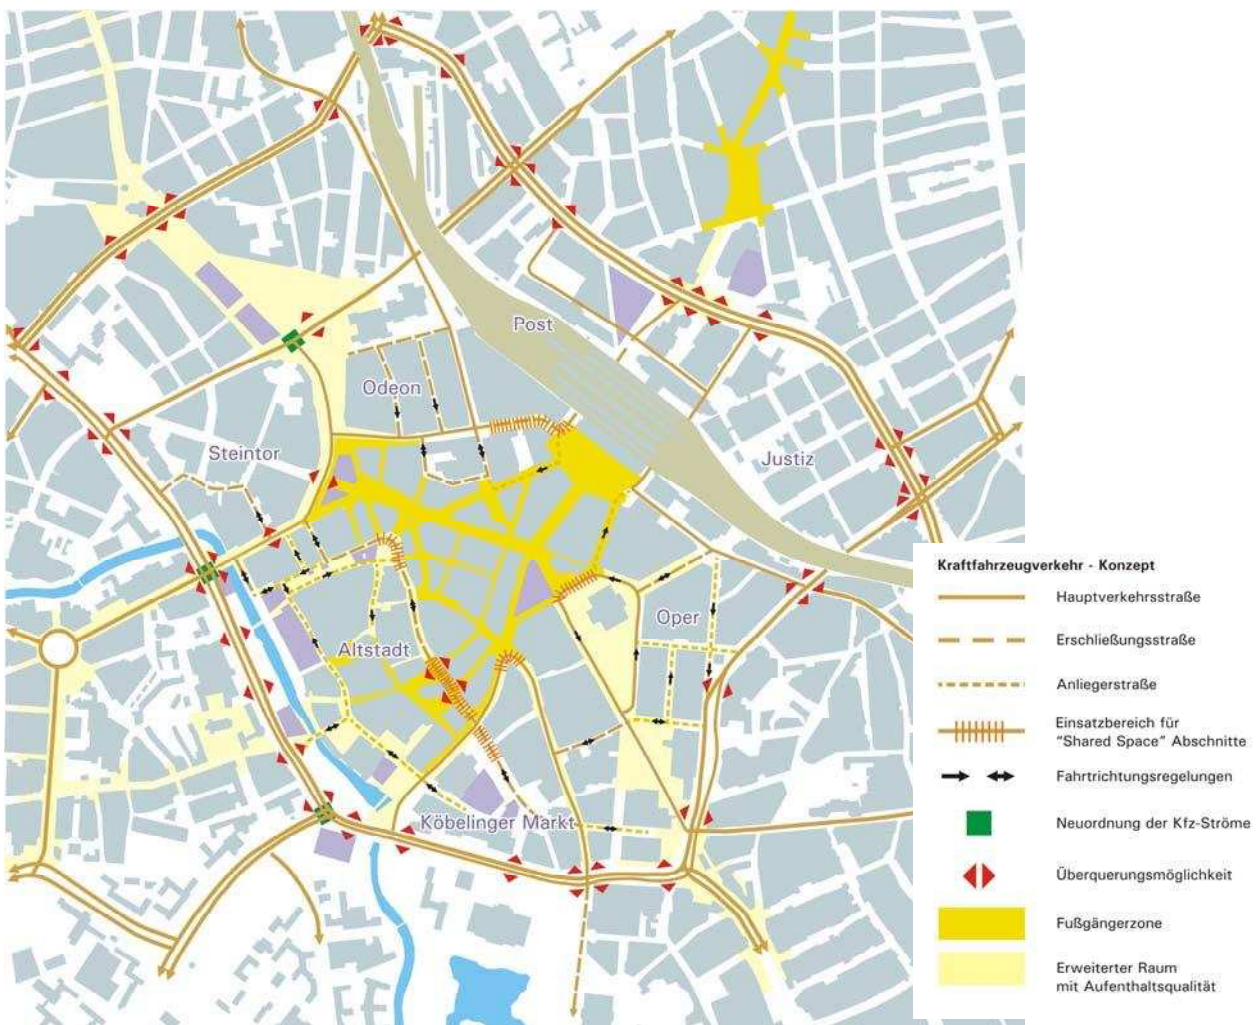 Post
Odeon
Steintor
Justiz
Oper
Altstadt
Köbelinger Markt
Kraftfahrzeugverkehr - Konzept
Hauptverkehrsstraße
Erschließungsstraße
Anliegerstraße
Einsatzbereich für
"Shared Space" Abschnitte
Fahrtrichtungsregelungen
Neuordnung der Kfz-Ströme
Überquerungsmöglichkeit
Fußgängerzone
Erweiterter Raum
mit Aufenthaltsqualität